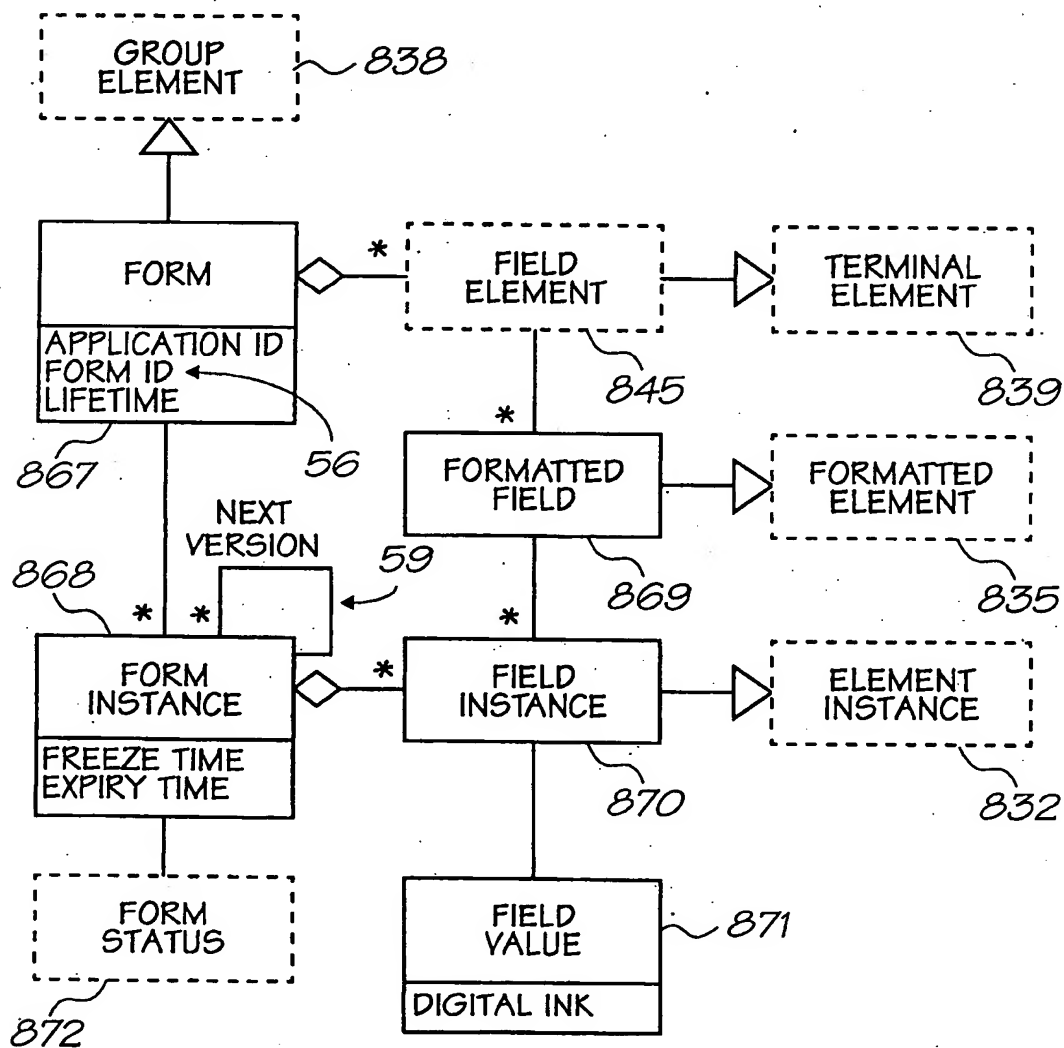 GROUP
ELEMENT
838
FORM
APPLICATION ID
FORM ID
LIFETIME
867
56
*
FIELD
ELEMENT
845
TERMINAL
ELEMENT
839
*
FORMATTED
FIELD
869
FORMATTED
ELEMENT
835
NEXT
VERSION
59
868
* *
FORM
INSTANCE
FREEZE TIME
EXPIRY TIME
*
*
FIELD
INSTANCE
870
ELEMENT
INSTANCE
832
FORM
STATUS
872
FIELD
VALUE
871
DIGITAL INK